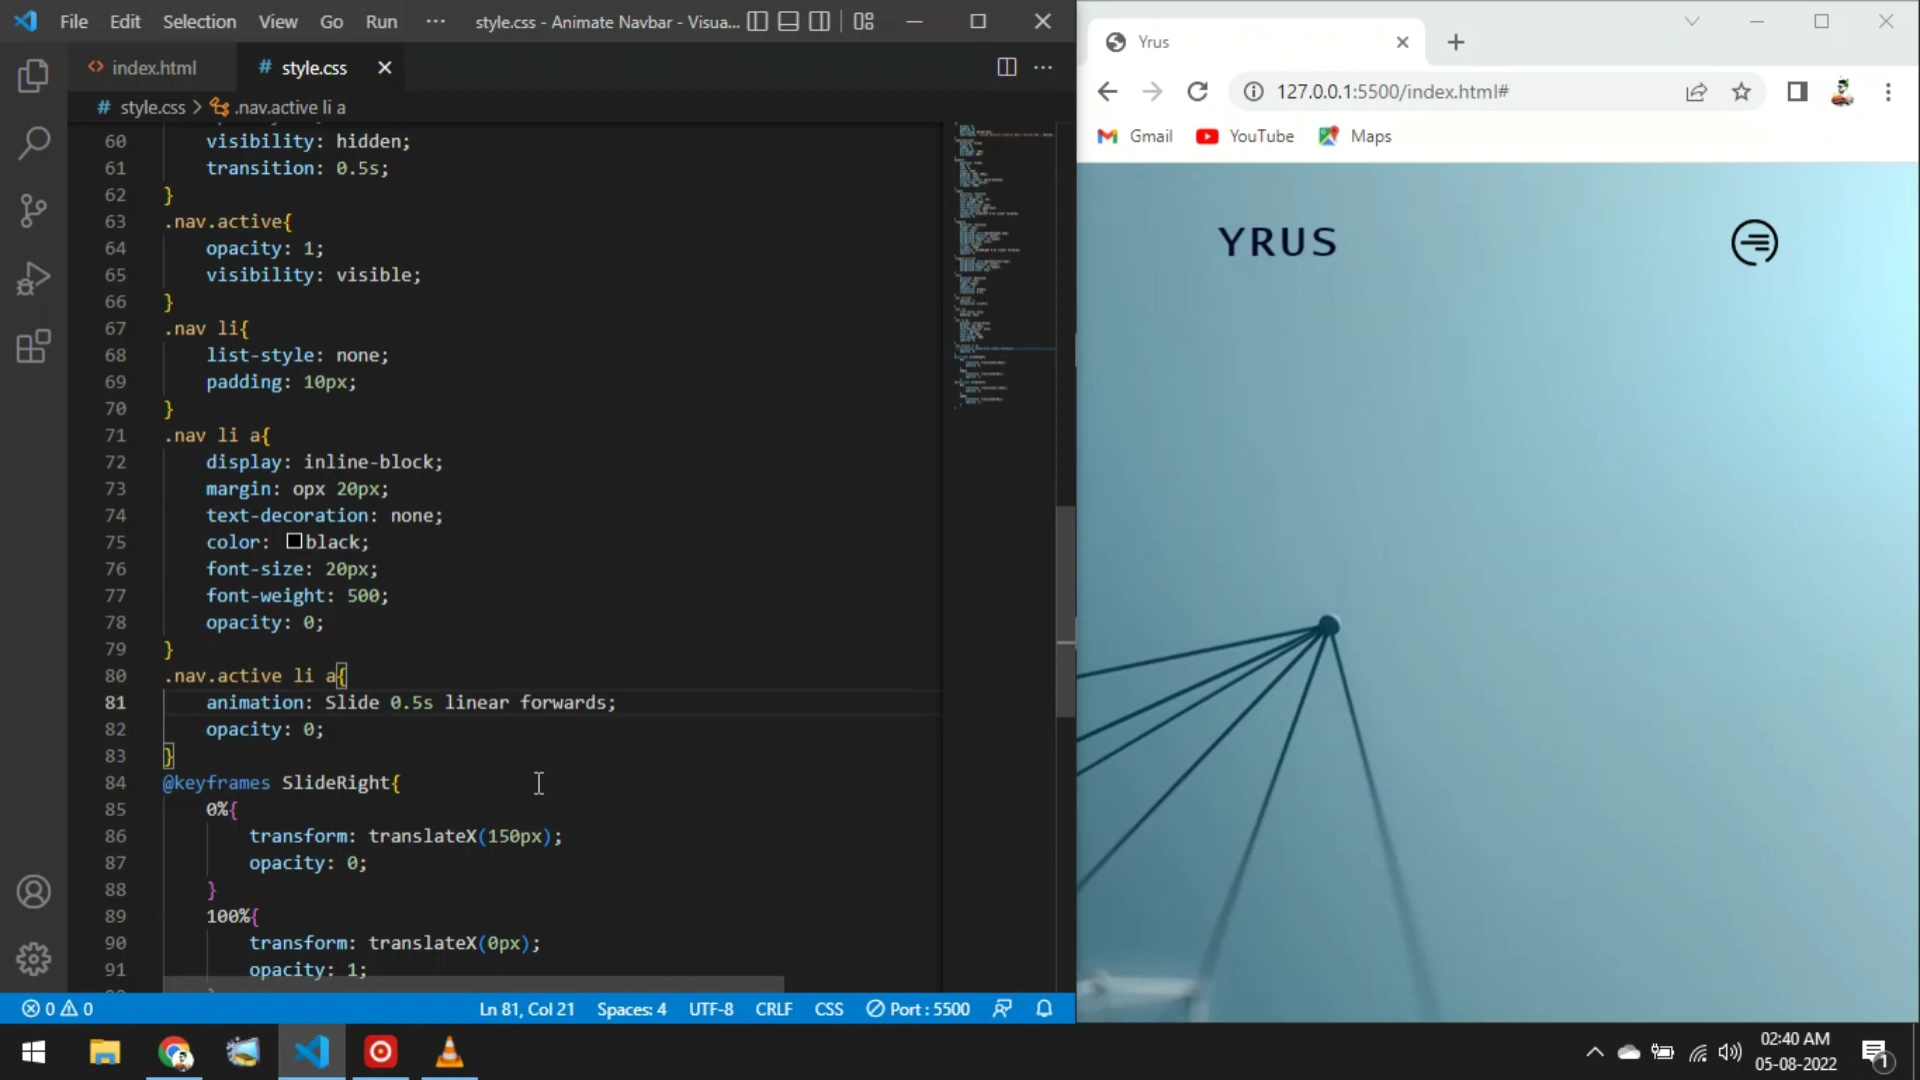 File Edit Selection View Go Run ··· style.css - Animate Navbar - Visua...
index.html
style.css
style.css > .nav.active li a
60 visibility: hidden;
61 transition: 0.5s;
62 }
63 .nav.active{
64 opacity: 1;
65 visibility: visible;
66 }
67 .nav li{
68 list-style: none;
69 padding: 10px;
70 }
71 .nav li a{
72 display: inline-block;
73 margin: opx 20px;
74 text-decoration: none;
75 color: black;
76 font-size: 20px;
77 font-weight: 500;
78 opacity: 0;
79 }
80 .nav.active li a{
81 animation: Slide 0.5s linear forwards;
82 opacity: 0;
83 }
84 @keyframes SlideRight{
85 0%{
86 transform: translateX(150px);
87 opacity: 0;
88 }
89 100%{
90 transform: translateX(0px);
91 opacity: 1;
0 0 Ln 81, Col 21 Spaces: 4 UTF-8 CRLF CSS Port : 5500
Yrus
127.0.0.1:5500/index.html#
Gmail YouTube Maps
YRUS
02:40 AM
05-08-2022
1